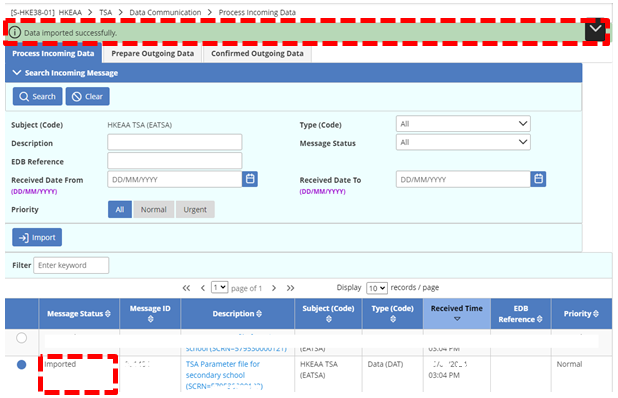 [S-HKE38-01] HKEAA > TSA > Data Communication > Process Incoming Data
Data imported successfully.
Process Incoming Data Prepare Outgoing Data Confirmed Outgoing Data
Search Incoming Message
Search Clear
Subject (Code) HKEAA TSA (EATSA) Type (Code) All
Description Message Status All
EDB Reference
Received Date From DD/MM/YYYY Received Date To DD/MM/YYYY
(DD/MM/YYYY) (DD/MM/YYYY)
Priority All Normal Urgent
Import
Filter Enter keyword
1 page of 1 Display 10 records / page
Message Status Message ID Description Subject (Code) Type (Code) Received Time EDB Reference Priority
(EATSA) 03:04 PM
Imported TSA Parameter file for HKEAA TSA Data (DAT) Normal
secondary school (EATSA) 03:04 PM